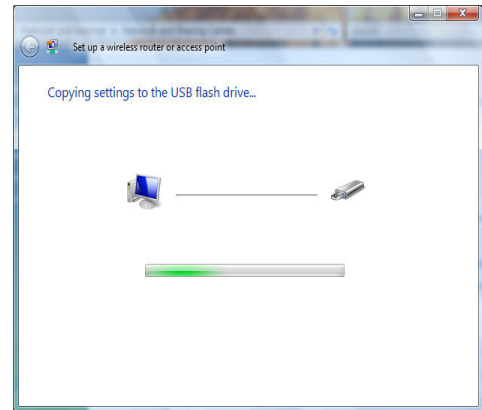 Set up a wireless router or access point
Copying settings to the USB flash drive...